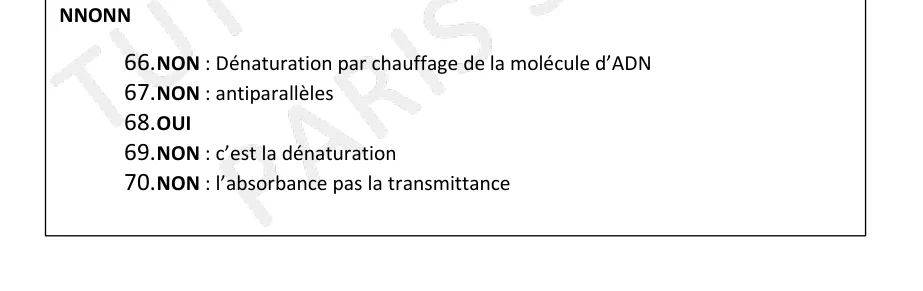 NNONN
66.NON : Dénaturation par chauffage de la molécule d’ADN
67.NON : antiparallèles
68.OUI
69.NON : c’est la dénaturation
70.NON : l’absorbance pas la transmittance
PARIS